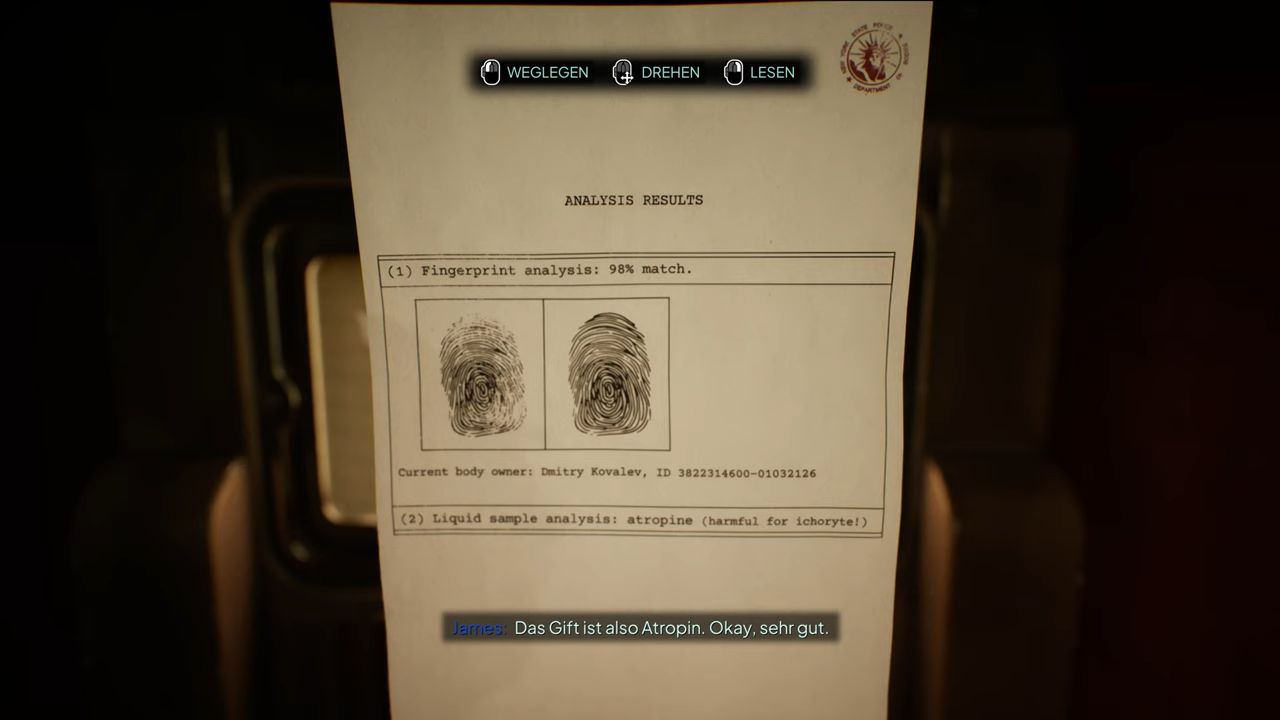 WEGLEGEN DREHEN LESEN
ANALYSIS RESULTS
(1) Fingerprint analysis: 98% match.
Current body owner: Dmitry Kovalev, ID 3822314600-01032126
(2) Liquid sample analysis: atropine (harmful for ichoryte!)
James: Das Gift ist also Atropin. Okay, sehr gut.